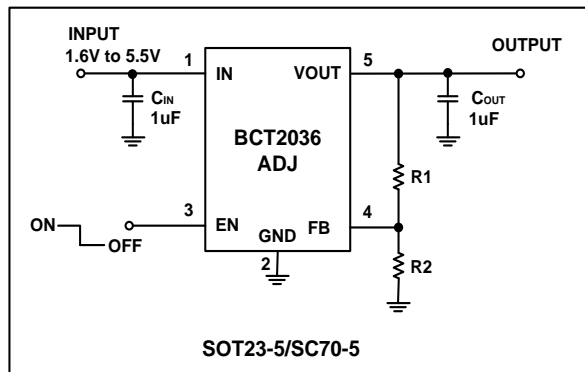 INPUT
1.6V to 5.5V
OUTPUT
1
IN
VOUT
5
CIN
1uF
COUT
1uF
BCT2036
ADJ
R1
3
EN
FB
4
ON
OFF
GND
2
R2
SOT23-5/SC70-5